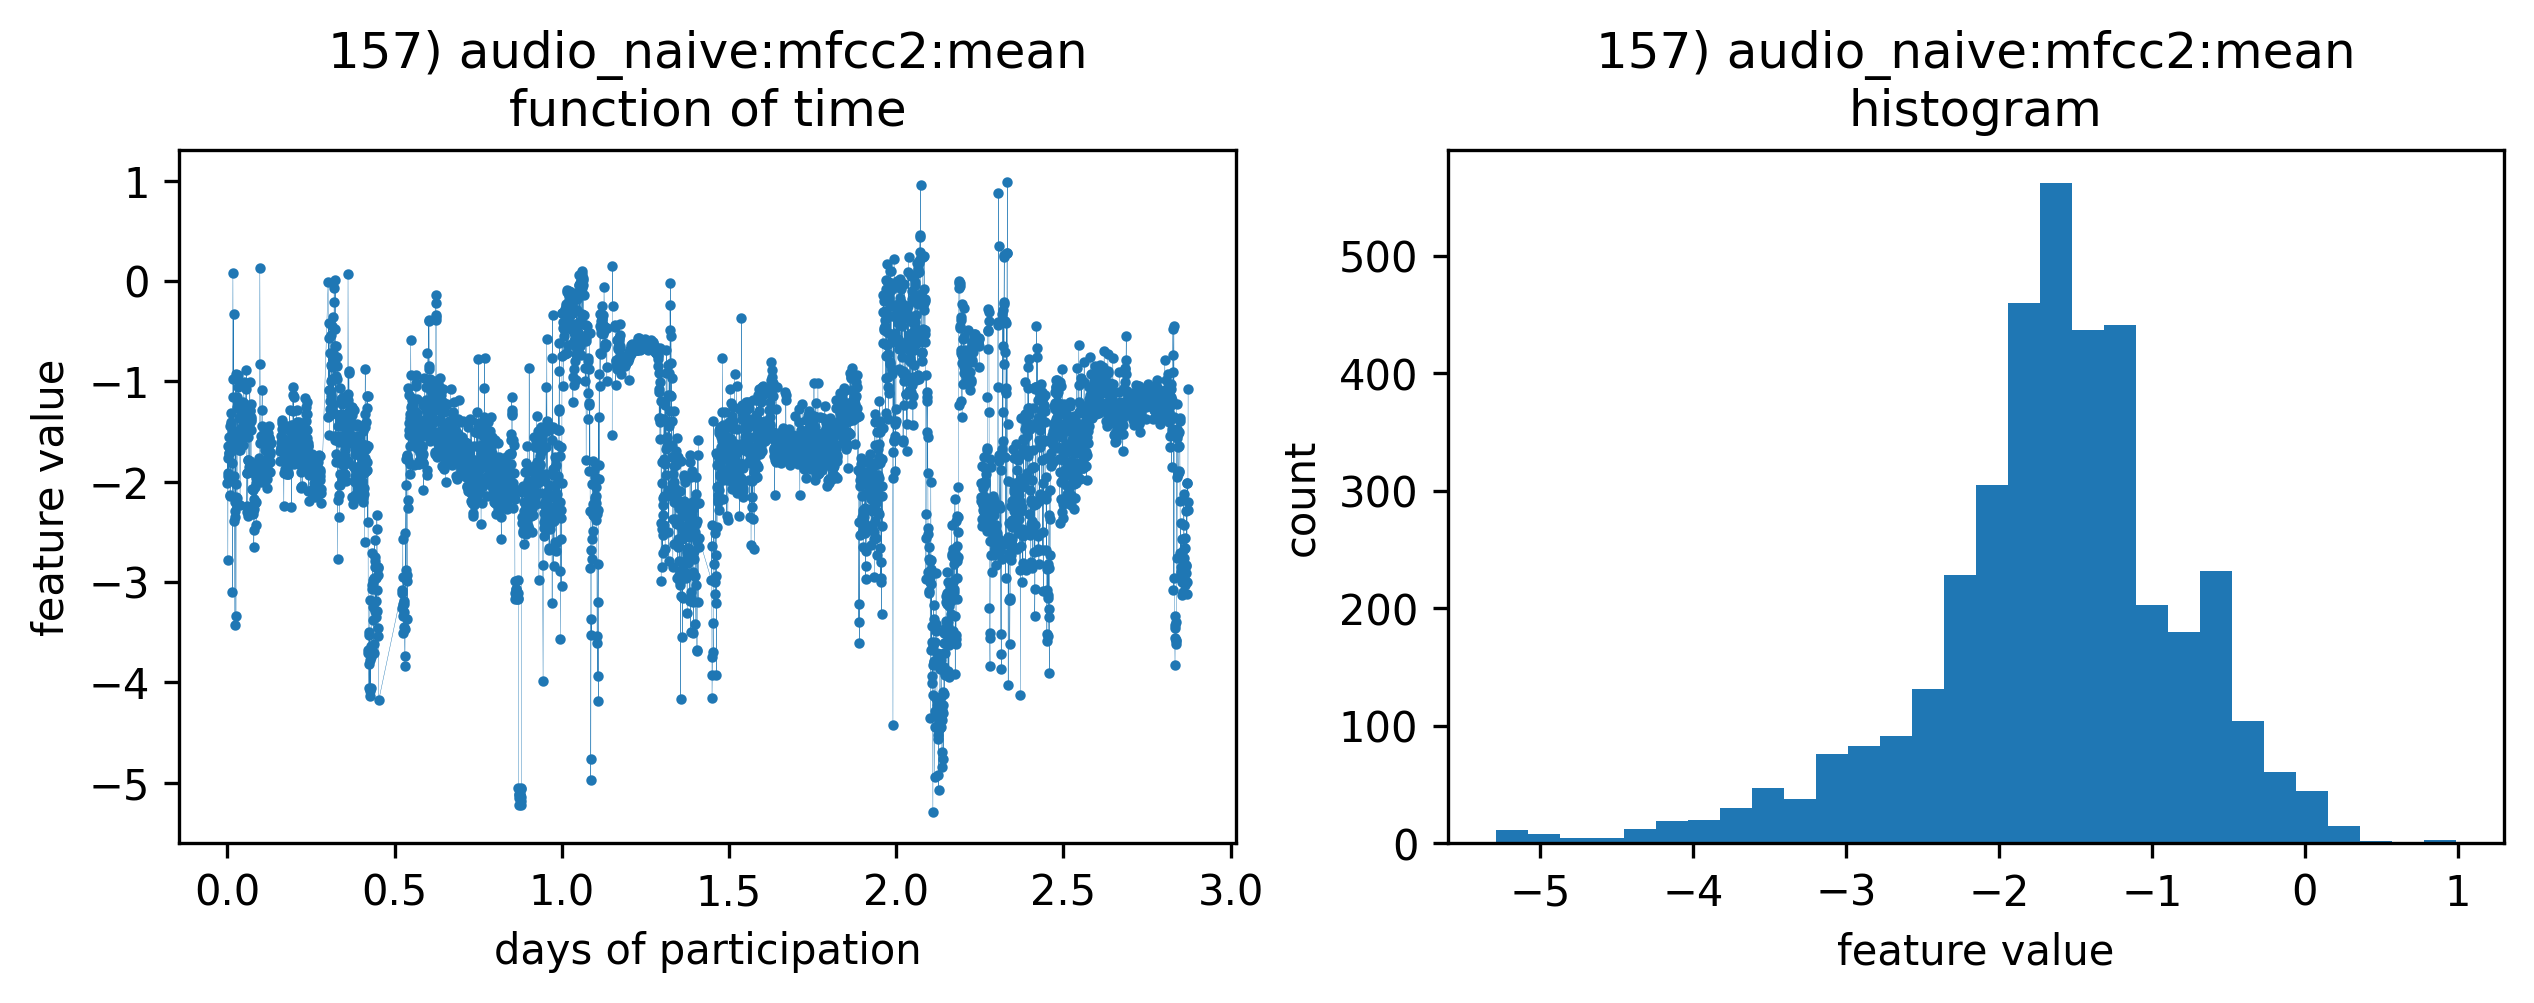 157) audio_naive:mfcc2:mean
function of time
feature value
1
0
−1
−2
−3
−4
−5
0.0 0.5 1.0 1.5 2.0 2.5 3.0
days of participation
157) audio_naive:mfcc2:mean
histogram
count
500
400
300
200
100
0
−5 −4 −3 −2 −1 0 1
feature value